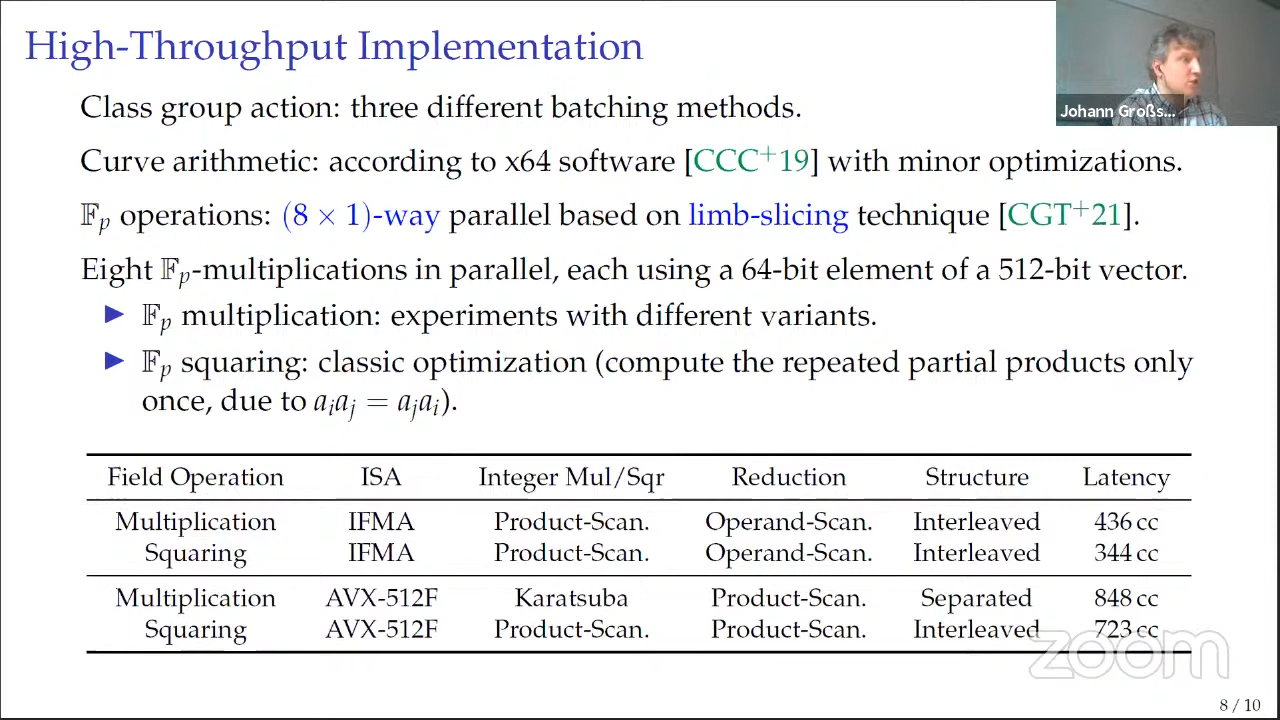 High-Throughput Implementation
Johann Großs...
Class group action: three different batching methods.
Curve arithmetic: according to x64 software [CCC⁺19] with minor optimizations.
𝔽ₚ operations: (8 × 1)-way parallel based on limb-slicing technique [CGT⁺21].
Eight 𝔽ₚ-multiplications in parallel, each using a 64-bit element of a 512-bit vector.
▶ 𝔽ₚ multiplication: experiments with different variants.
▶ 𝔽ₚ squaring: classic optimization (compute the repeated partial products only
once, due to aᵢaⱼ = aⱼaᵢ).
Field Operation ISA Integer Mul/Sqr Reduction Structure Latency
Multiplication IFMA Product-Scan. Operand-Scan. Interleaved 436 cc
Squaring IFMA Product-Scan. Operand-Scan. Interleaved 344 cc
Multiplication AVX-512F Karatsuba Product-Scan. Separated 848 cc
Squaring AVX-512F Product-Scan. Product-Scan. Interleaved 723 cc
zoom
8 / 10